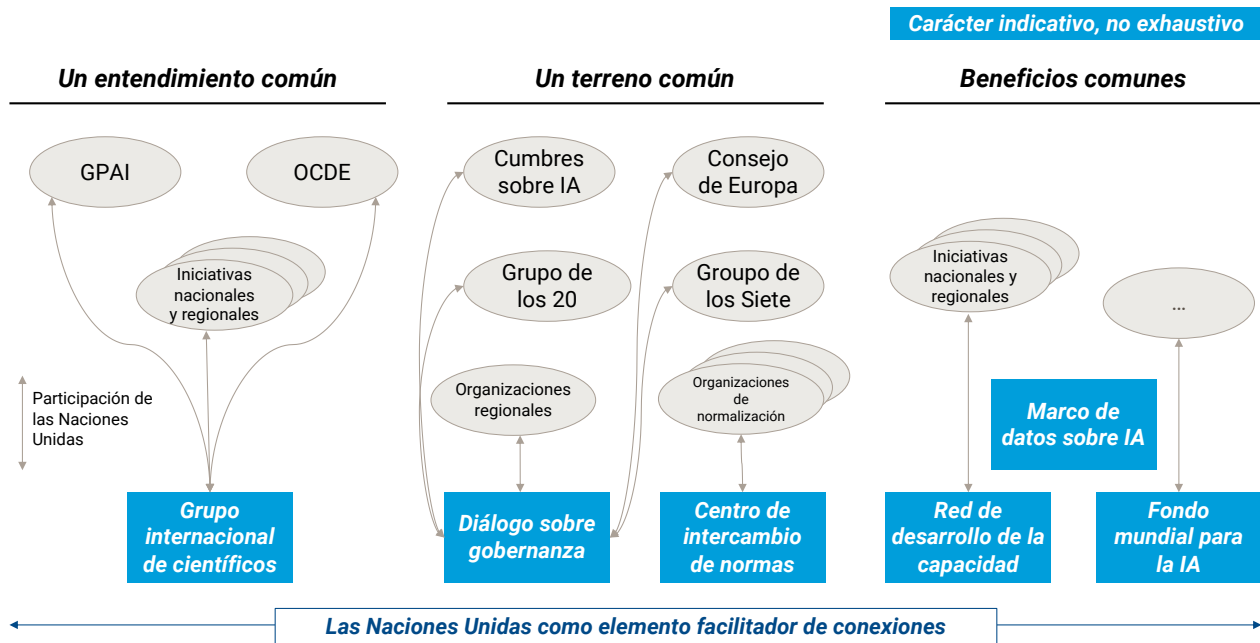 Carácter indicativo, no exhaustivo
Un entendimiento común
Un terreno común
Beneficios comunes
GPAI
OCDE
Iniciativas
nacionales
y regionales
Participación de
las Naciones
Unidas
Grupo
internacional
de científicos
Cumbres
sobre IA
Consejo
de Europa
Grupo de
los 20
Groupo de
los Siete
Organizaciones
regionales
Organizaciones
de
normalización
Diálogo sobre
gobernanza
Centro de
intercambio
de normas
Iniciativas
nacionales y
regionales
...
Marco de
datos sobre IA
Red de
desarrollo de la
capacidad
Fondo
mundial para
la IA
Las Naciones Unidas como elemento facilitador de conexiones